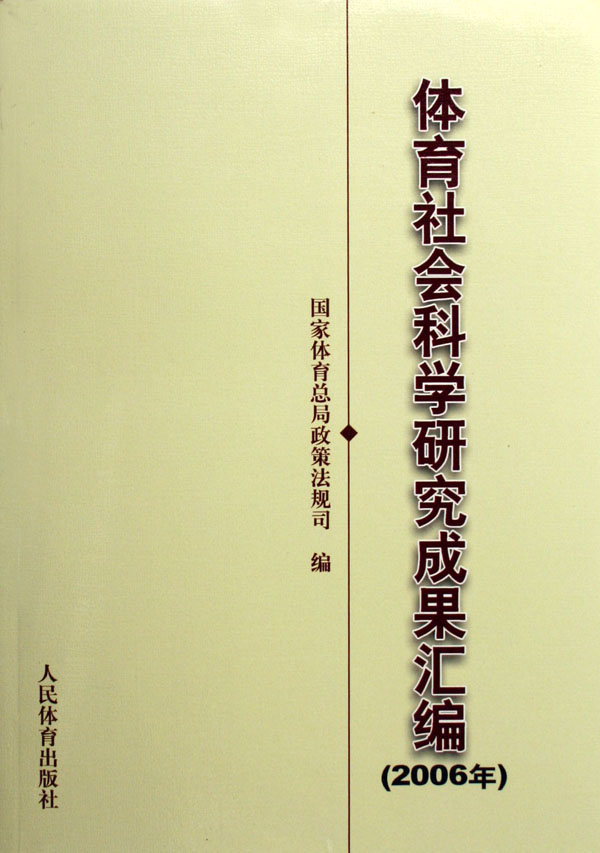 体育社会科学研究成果汇编
(2006年)
国家体育总局政策法规司 编
人民体育出版社